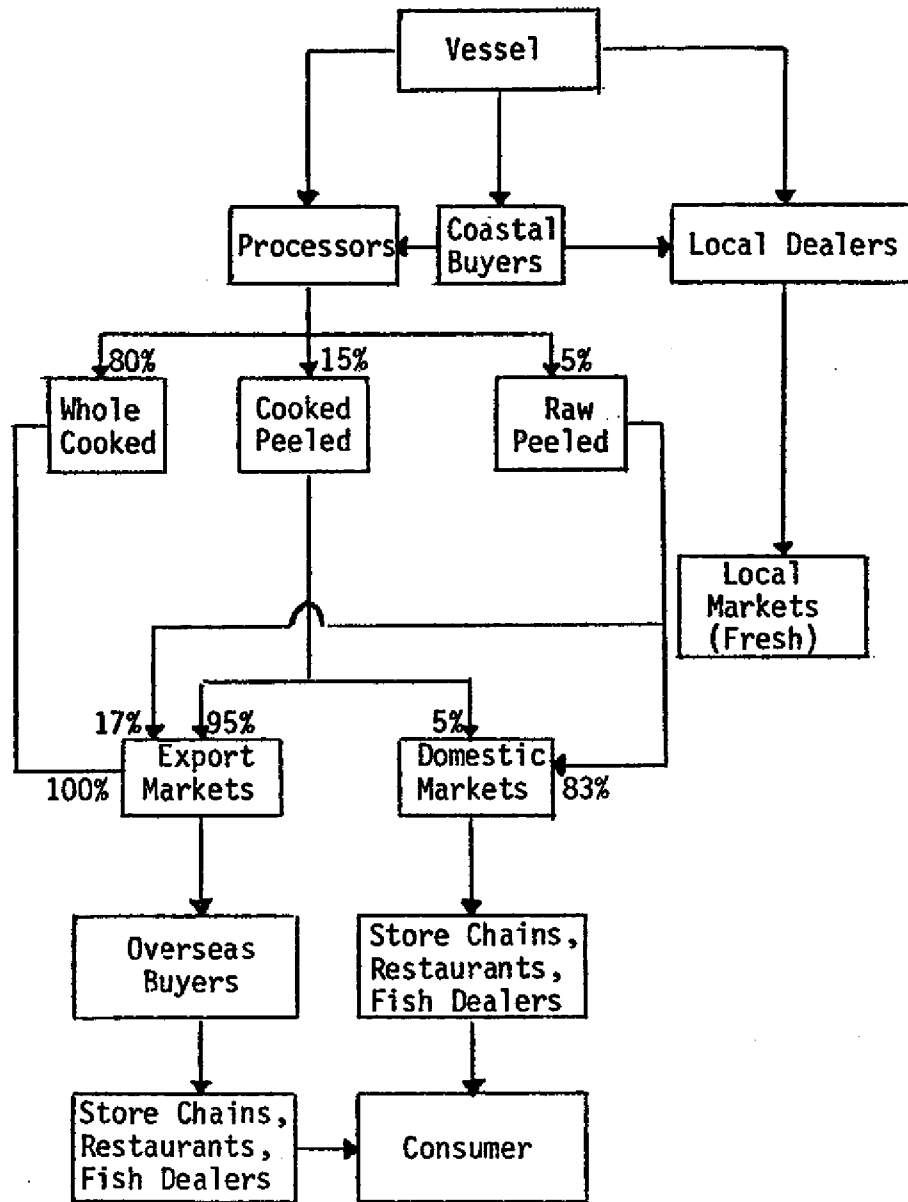 Vessel
Processors
Coastal
Buyers
Local Dealers
80%
15%
5%
Whole
Cooked
Cooked
Peeled
Raw
Peeled
Local
Markets
(Fresh)
17%
95%
5%
Export
Markets
Domestic
Markets
100%
83%
Overseas
Buyers
Store Chains,
Restaurants,
Fish Dealers
Store Chains,
Restaurants,
Fish Dealers
Consumer